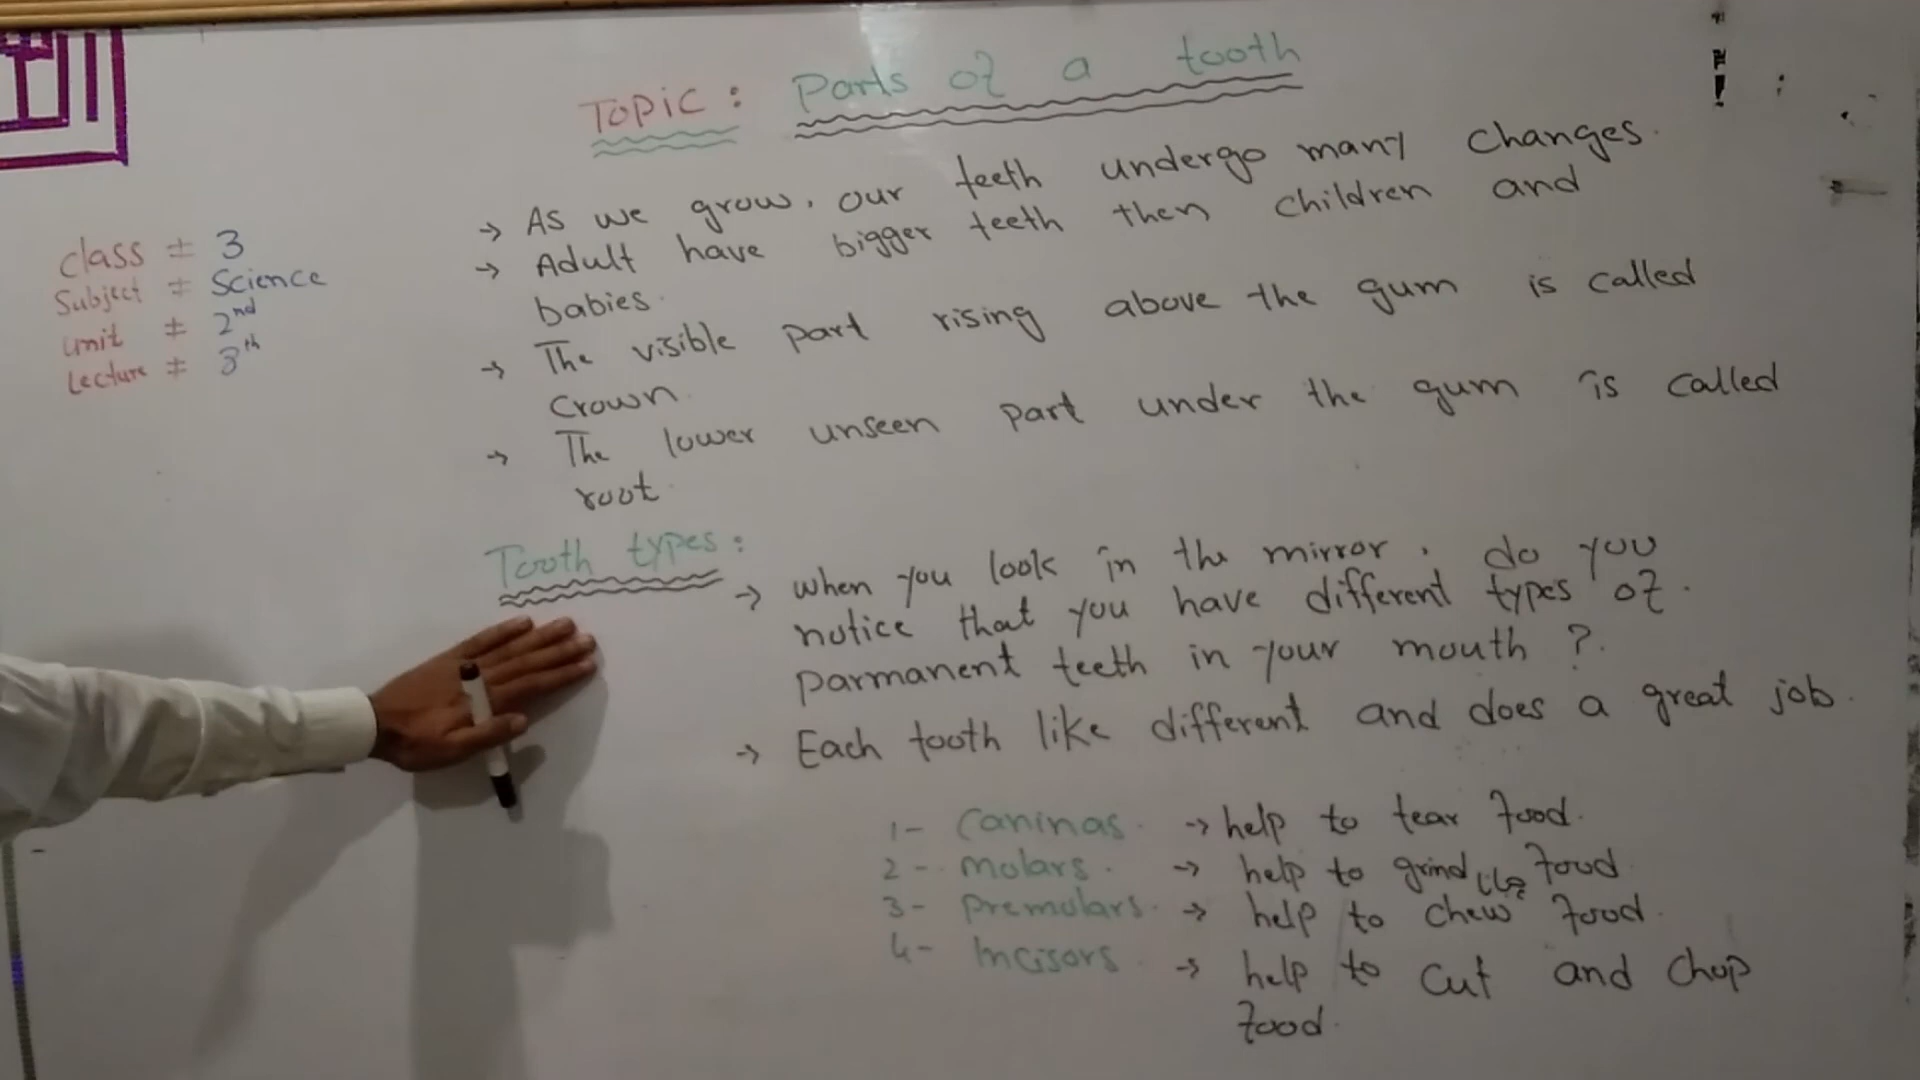 Topic: Parts of a tooth
class = 3
Subject = Science
unit = 2nd
Lecture = 3th
→ As we grow, our teeth undergo many changes.
→ Adult have bigger teeth then children and
babies.
→ The visible part rising above the gum is called
crown.
→ The lower unseen part under the gum is called
root.
Tooth types:
→ when you look in the mirror, do you
notice that you have different types of
parmanent teeth in your mouth?
→ Each tooth like different and does a great job.
1- Caninas. → help to tear food.
2- molars. → help to grind food
3- premolars. → help to chew food.
4- Incisors. → help to cut and chop
food.